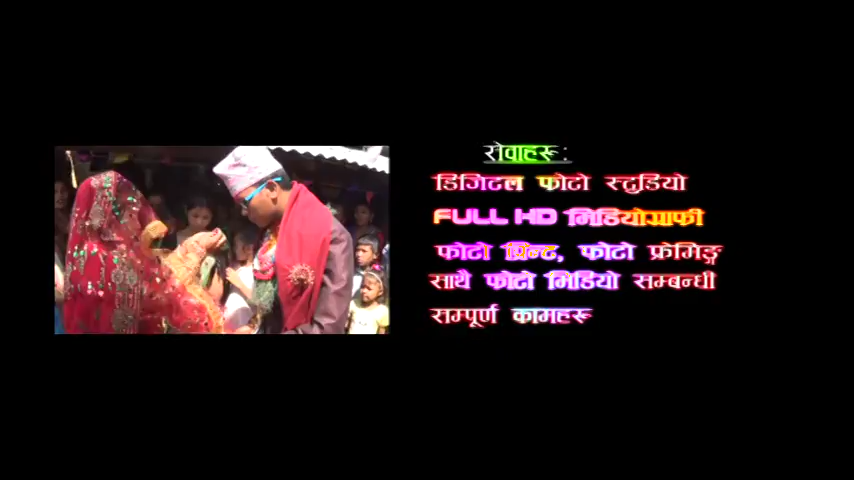 सेवाहरू:
डिजिटल फोटो स्टुडियो
FULL HD भिडियोग्राफी
फोटो प्रिन्ट, फोटो फ्रेमिङ्ग
साथै फोटो भिडियो सम्बन्धी
सम्पूर्ण कामहरू